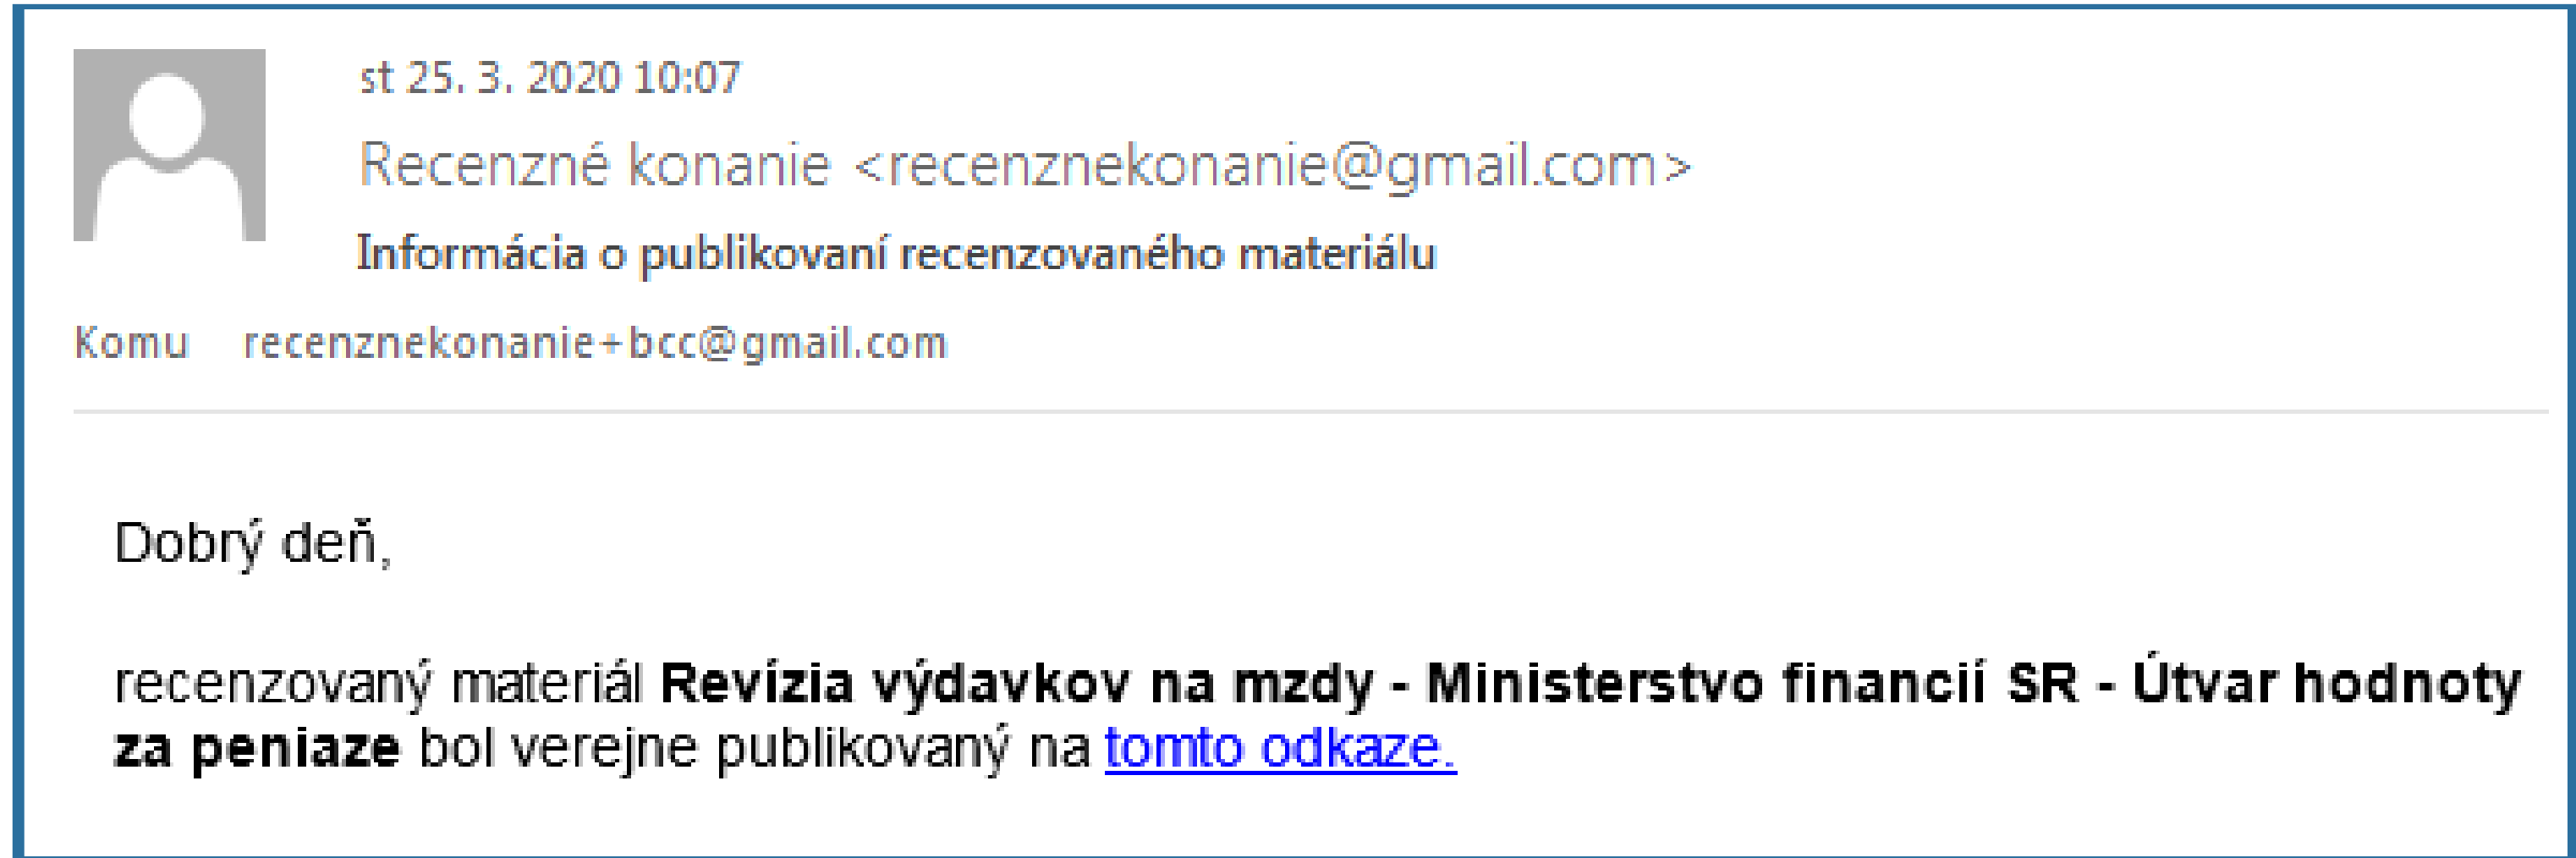 st 25. 3. 2020 10:07
Recenzné konanie <recenznekonanie@gmail.com>
Informácia o publikovaní recenzovaného materiálu
Komu recenznekonanie+bcc@gmail.com
Dobrý deň,
recenzovaný materiál Revízia výdavkov na mzdy - Ministerstvo financií SR - Útvar hodnoty
za peniaze bol verejne publikovaný na tomto odkaze.